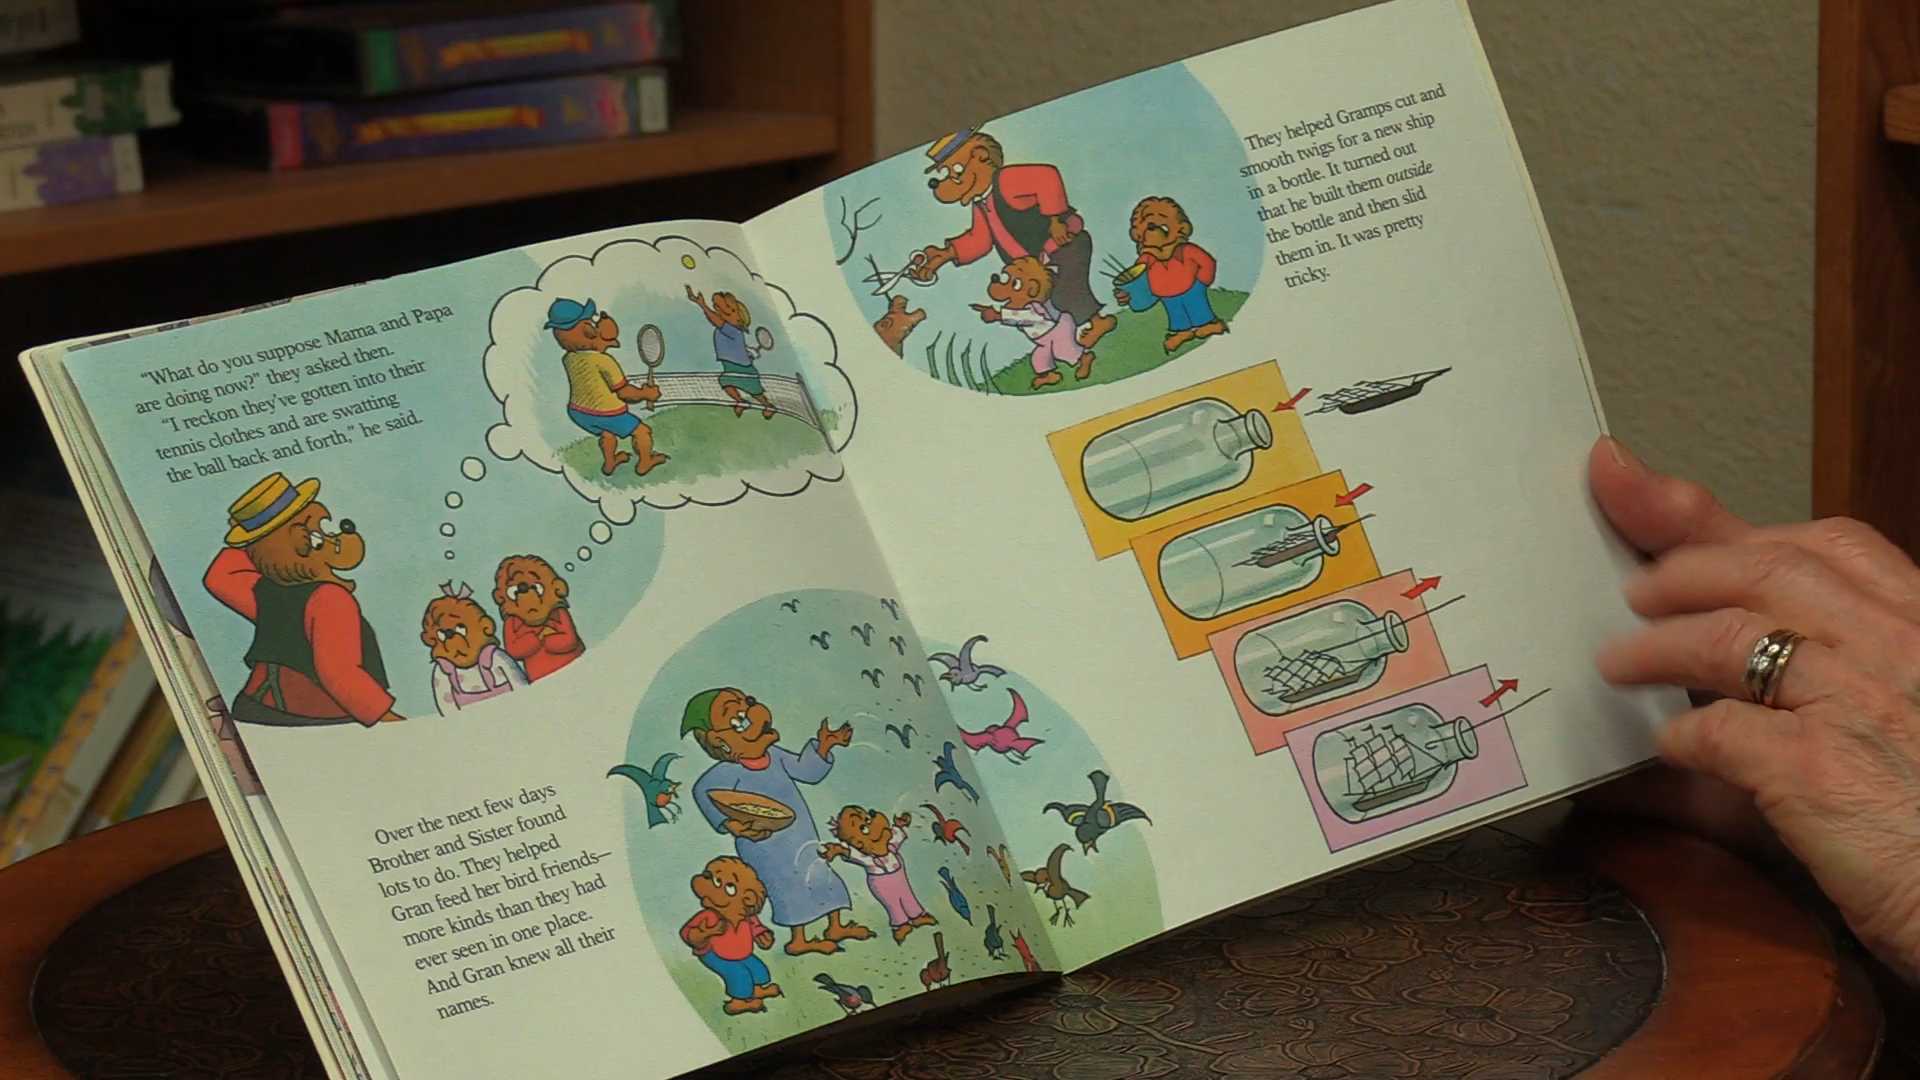 "What do you suppose Mama and Papa
are doing now?" they asked then.
"I reckon they've gotten into their
tennis clothes and are swatting
the ball back and forth," he said.
Over the next few days
Brother and Sister found
lots to do. They helped
Gran feed her bird friends—
more kinds than they had
ever seen in one place.
And Gran knew all their
names.
They helped Gramps cut and
smooth twigs for a new ship
in a bottle. It turned out
that he built them outside
the bottle and then slid
them in. It was pretty
tricky.